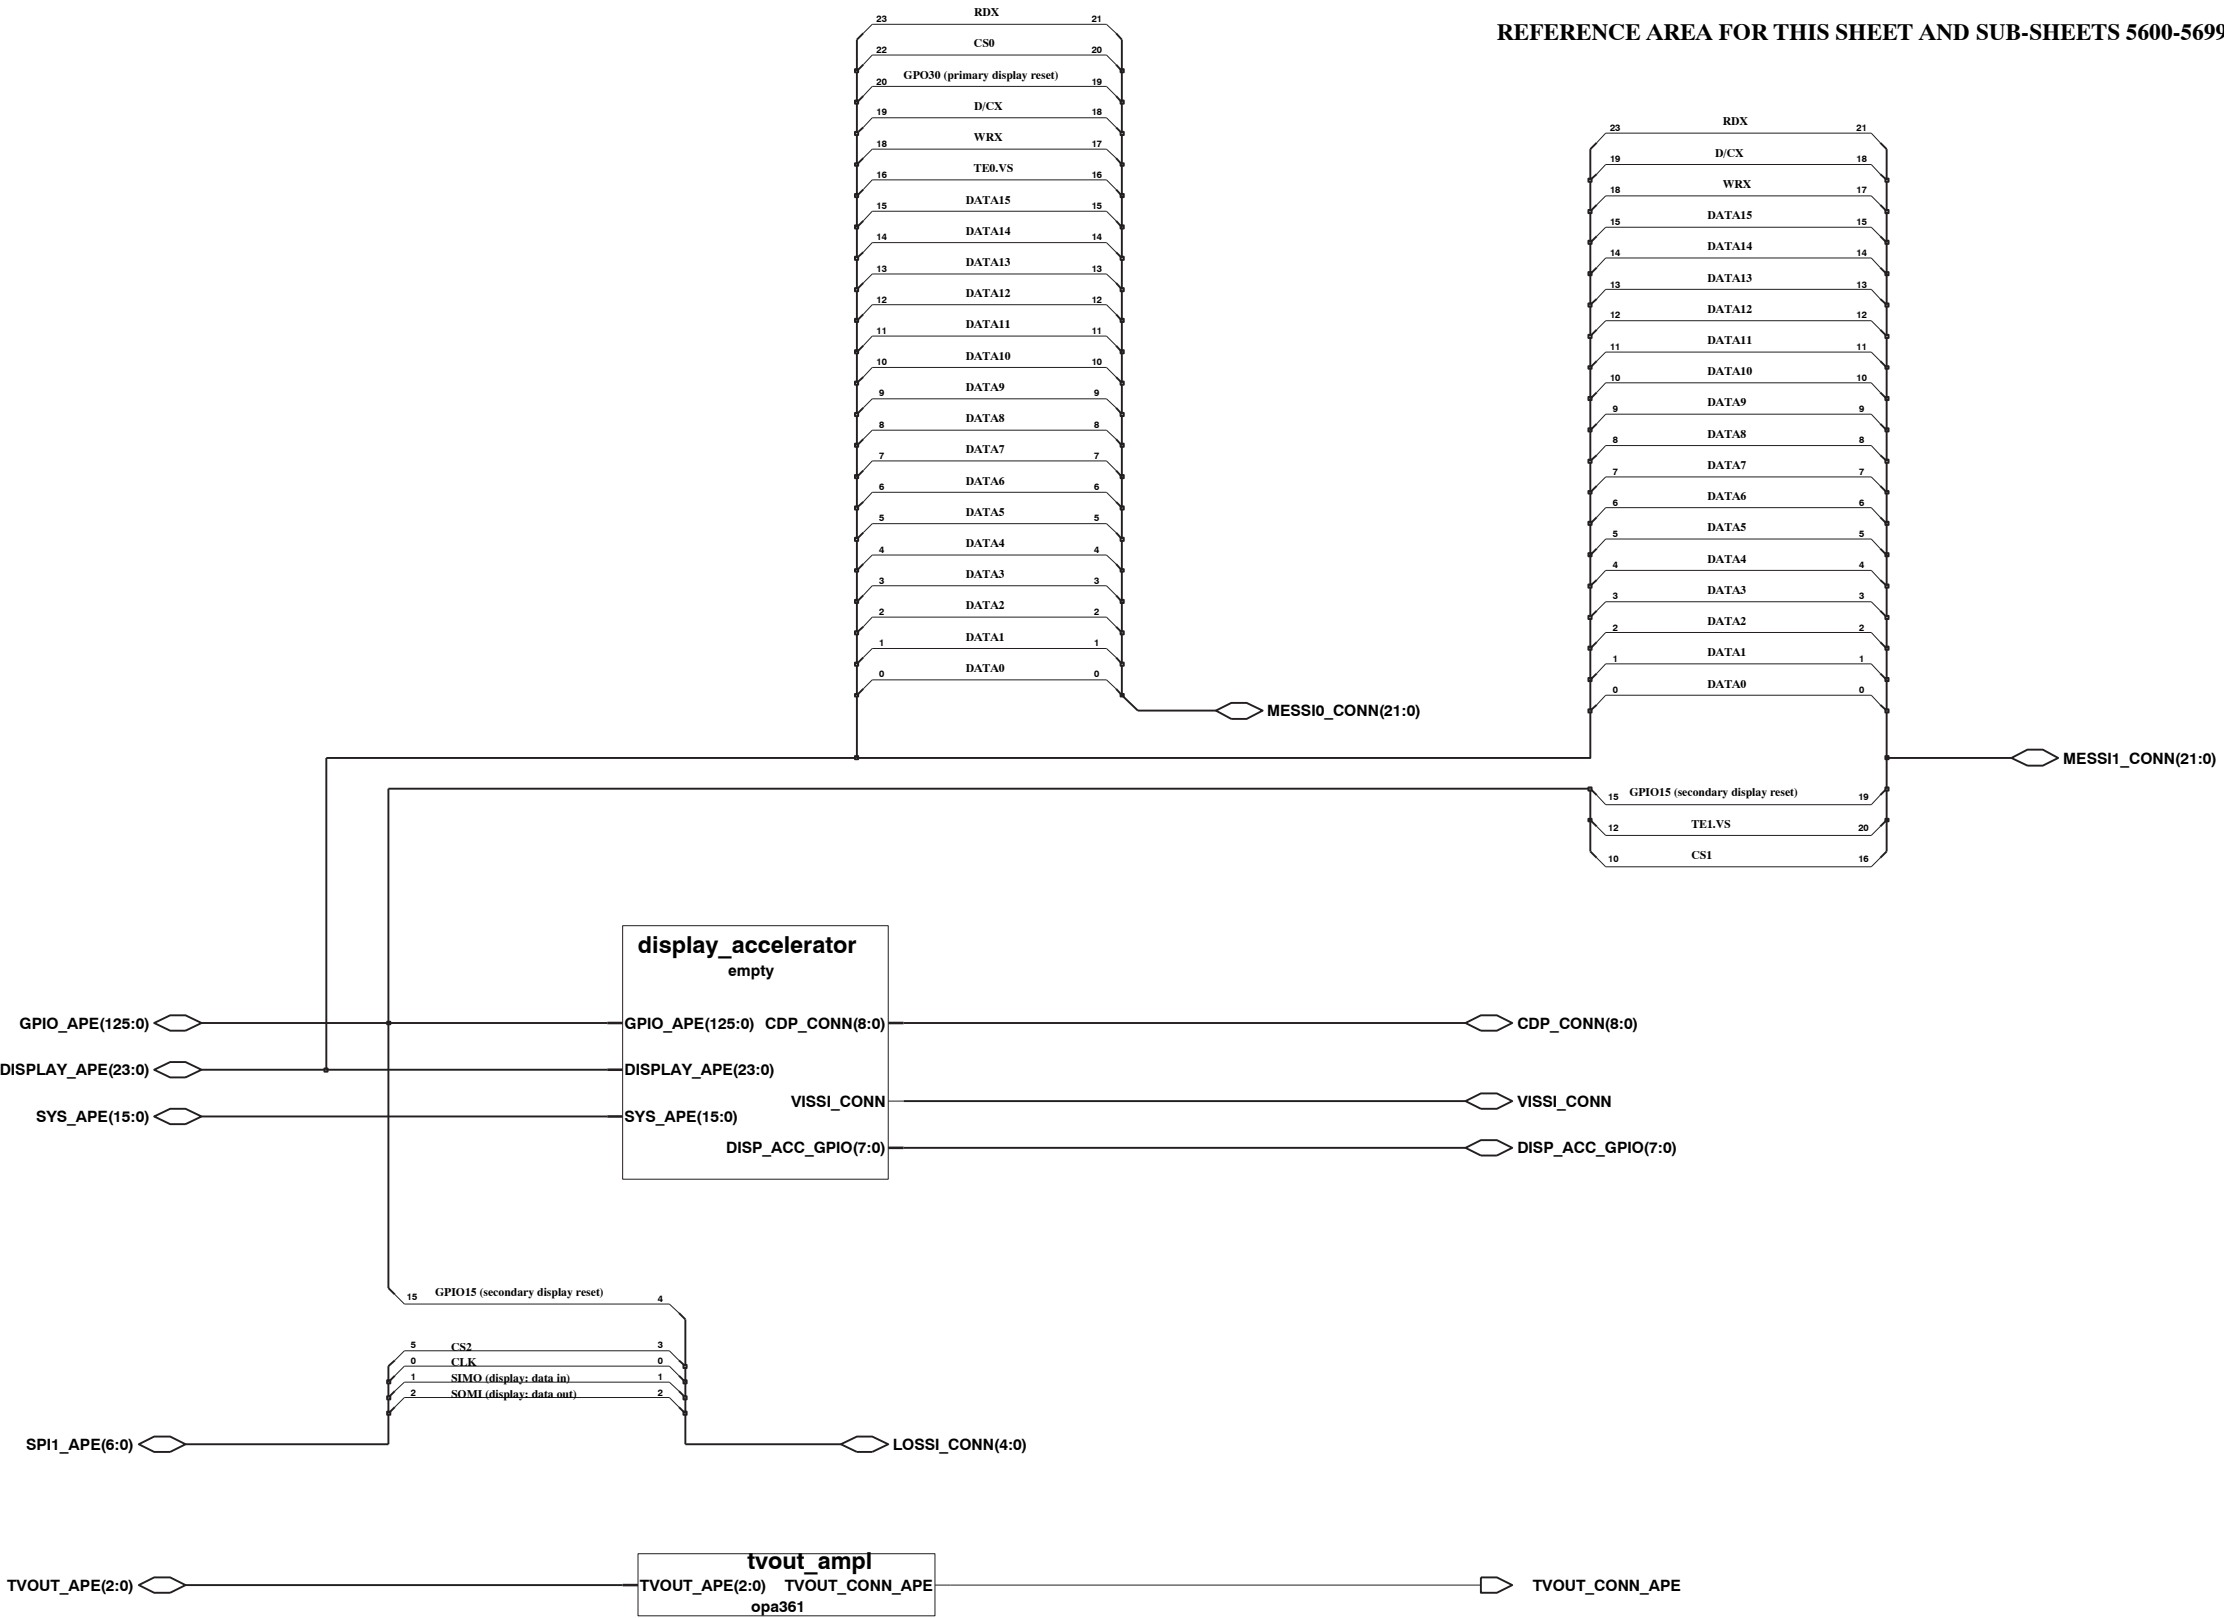 REFERENCE AREA FOR THIS SHEET AND SUB-SHEETS 5600-5699
23 RDX 21
22 CS0 20
20 GPO30 (primary display reset) 19
19 D/CX 18
18 WRX 17
16 TE0.VS 16
15 DATA15 15
14 DATA14 14
13 DATA13 13
12 DATA12 12
11 DATA11 11
10 DATA10 10
9 DATA9 9
8 DATA8 8
7 DATA7 7
6 DATA6 6
5 DATA5 5
4 DATA4 4
3 DATA3 3
2 DATA2 2
1 DATA1 1
0 DATA0 0
MESSI0_CONN(21:0)
23 RDX 21
19 D/CX 18
18 WRX 17
15 DATA15 15
14 DATA14 14
13 DATA13 13
12 DATA12 12
11 DATA11 11
10 DATA10 10
9 DATA9 9
8 DATA8 8
7 DATA7 7
6 DATA6 6
5 DATA5 5
4 DATA4 4
3 DATA3 3
2 DATA2 2
1 DATA1 1
0 DATA0 0
MESSI1_CONN(21:0)
15 GPIO15 (secondary display reset) 19
12 TE1.VS 20
10 CS1 16
display_accelerator
empty
GPIO_APE(125:0) GPIO_APE(125:0) CDP_CONN(8:0) CDP_CONN(8:0)
DISPLAY_APE(23:0) DISPLAY_APE(23:0)
VISSI_CONN VISSI_CONN
SYS_APE(15:0) SYS_APE(15:0)
DISP_ACC_GPIO(7:0) DISP_ACC_GPIO(7:0)
15 GPIO15 (secondary display reset) 4
5 CS2 3
0 CLK 0
1 SIMO (display: data in) 1
2 SOMI (display: data out) 2
SPI1_APE(6:0) LOSSI_CONN(4:0)
tvout_ampl
TVOUT_APE(2:0) TVOUT_APE(2:0) TVOUT_CONN_APE TVOUT_CONN_APE
opa361